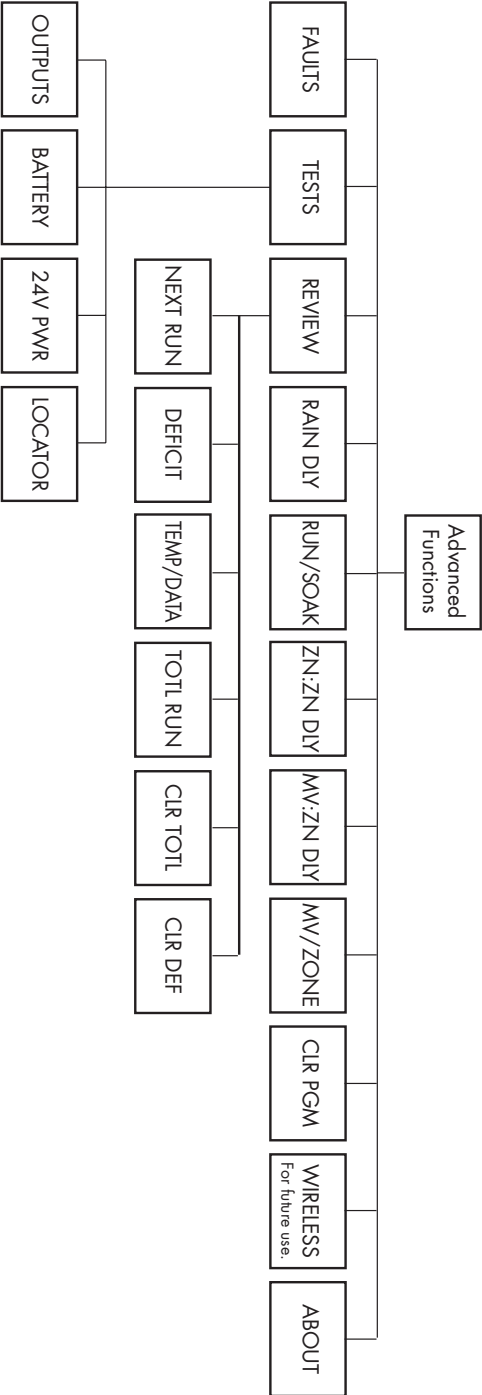 Advanced
Functions
FAULTS
TESTS
REVIEW
RAIN DLY
RUN/SOAK
ZN:ZN DLY
MV:ZN DLY
MV/ZONE
CLR PGM
WIRELESS
For future use.
ABOUT
NEXT RUN
DEFICIT
TEMP/DATA
TOTL RUN
CLR TOTL
CLR DEF
OUTPUTS
BATTERY
24V PWR
LOCATOR